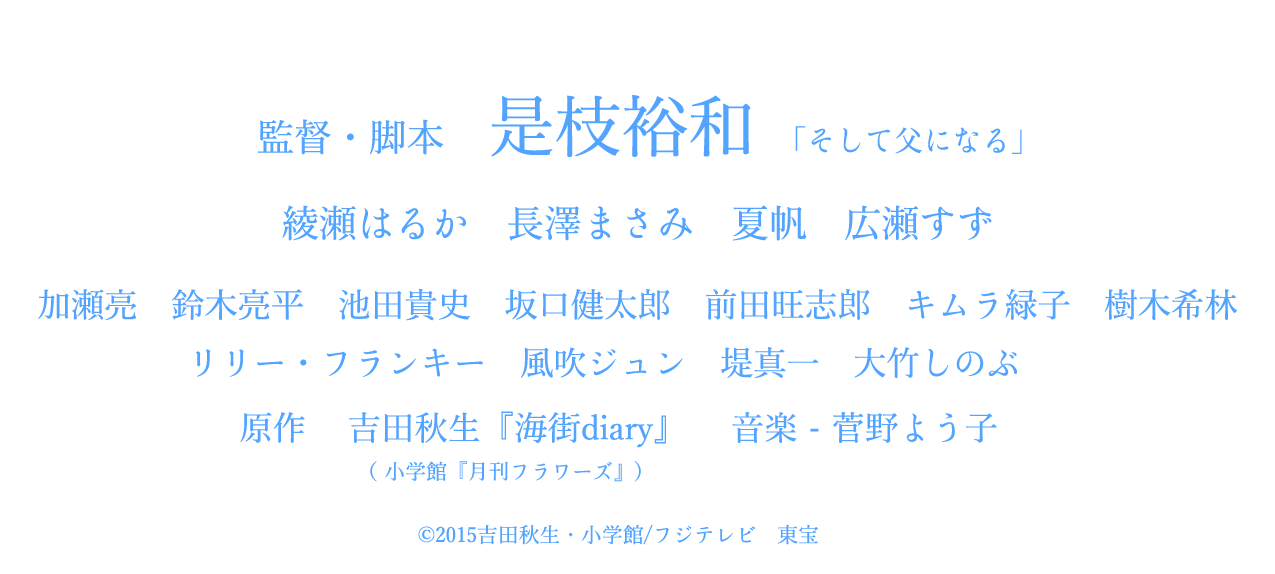 監督・脚本　是枝裕和　「そして父になる」
綾瀬はるか　長澤まさみ　夏帆　広瀬すず
加瀬亮　鈴木亮平　池田貴史　坂口健太郎　前田旺志郎　キムラ緑子　樹木希林
リリー・フランキー　風吹ジュン　堤真一　大竹しのぶ
原作　吉田秋生『海街diary』　音楽 - 菅野よう子
（ 小学館『月刊フラワーズ』）
©2015吉田秋生・小学館/フジテレビ　東宝